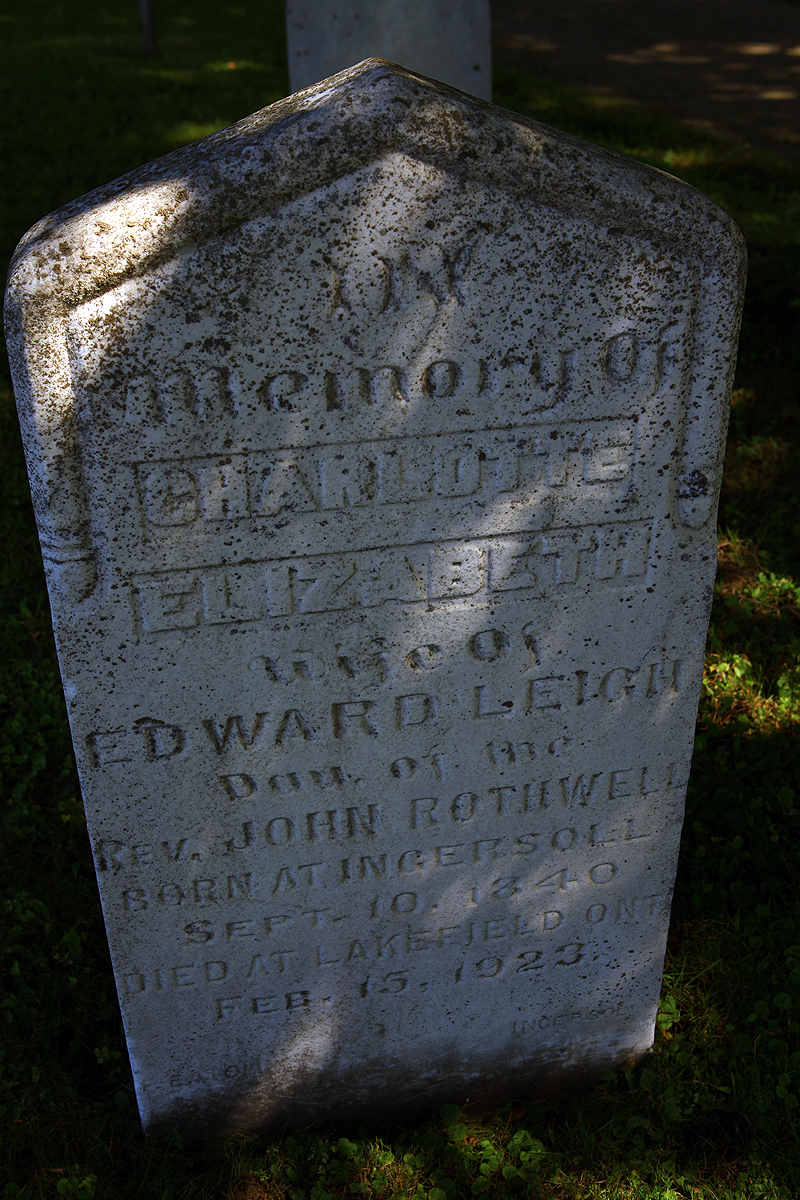 IN
Memory Of
CHARLOTTE
ELIZABETH
wife Of
EDWARD LEIGH
Dau. of the
REV. JOHN ROTHWELL
BORN AT INGERSOLL
SEPT. 10. 1840
DIED AT LAKEFIELD ONT
FEB. 15. 1923.